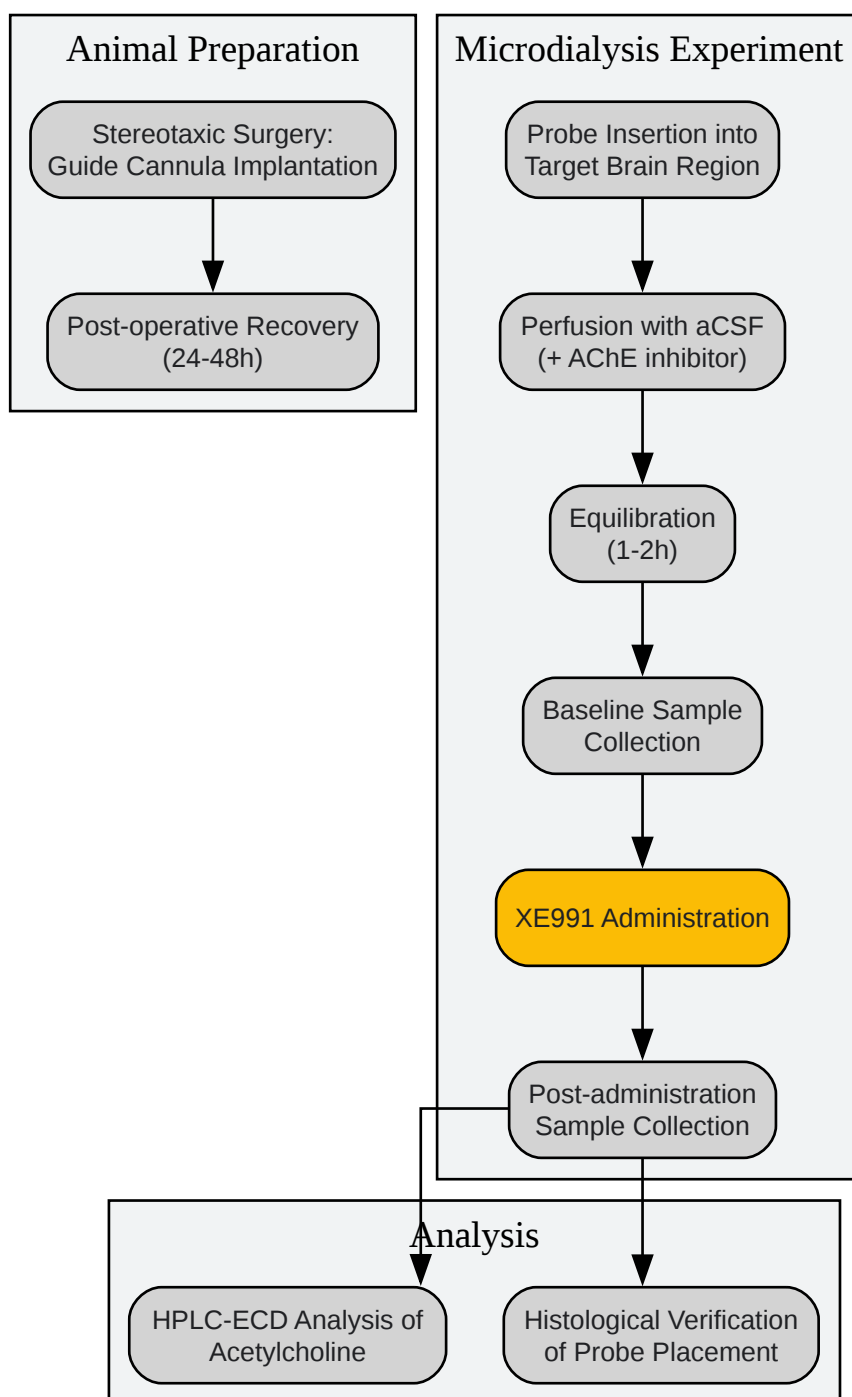 Animal Preparation
Stereotaxic Surgery:
Guide Cannula Implantation
Post-operative Recovery
(24-48h)
Microdialysis Experiment
Probe Insertion into
Target Brain Region
Perfusion with aCSF
(+ AChE inhibitor)
Equilibration
(1-2h)
Baseline Sample
Collection
XE991 Administration
Post-administration
Sample Collection
Analysis
HPLC-ECD Analysis of
Acetylcholine
Histological Verification
of Probe Placement